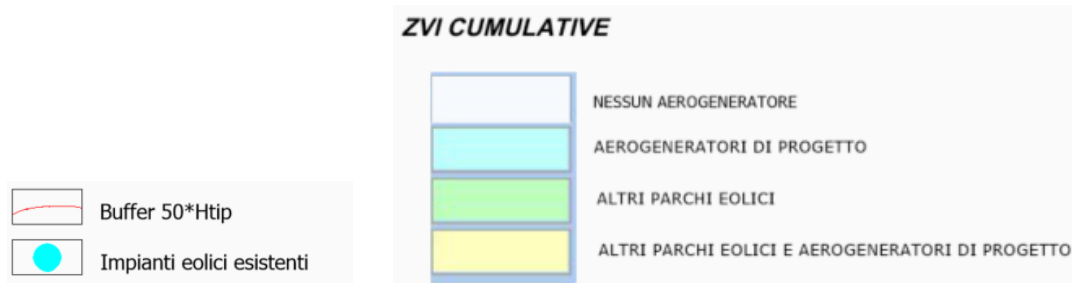 ZVI CUMULATIVE
NESSUN AEROGENERATORE
AEROGENERATORI DI PROGETTO
ALTRI PARCHI EOLICI
ALTRI PARCHI EOLICI E AEROGENERATORI DI PROGETTO
Buffer 50*Htip
Impianti eolici esistenti